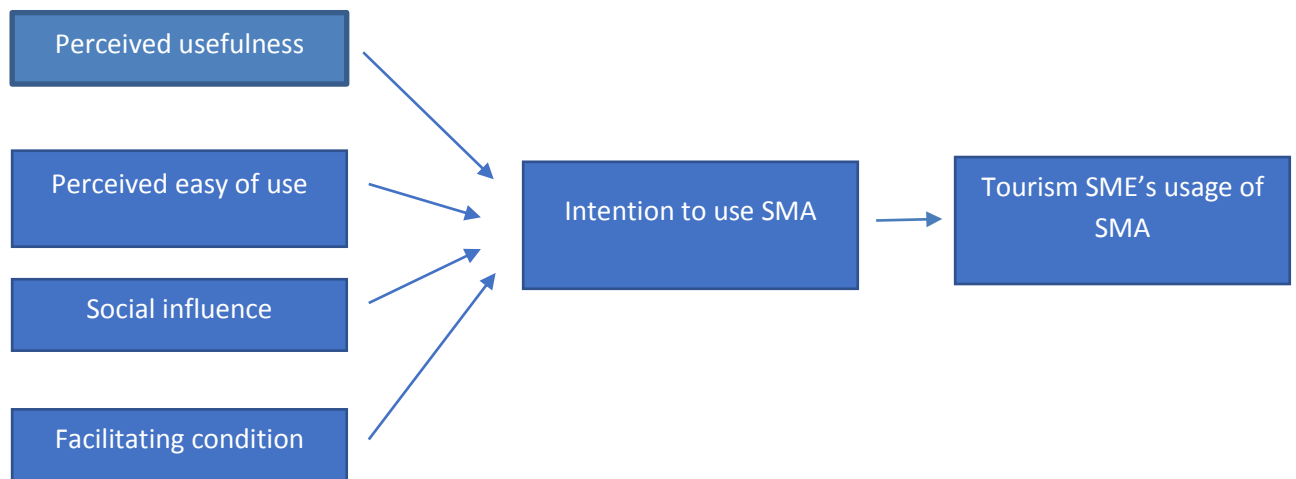 Perceived usefulness
Perceived easy of use
Social influence
Facilitating condition
Intention to use SMA
Tourism SME’s usage of
SMA